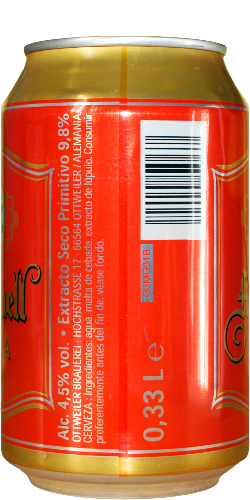 Alc. 4,5% vol. · Extracto Seco Primitivo 9,8%
OTTWEILER BRAUEREI · HOCHSTRASSE 17 · 66564 OTTWEILER / ALEMANIA
CERVEZA · Ingredientes: agua, malta de cebada, extracto de lúpulo. Consumir
preferentemente antes del fin de: vease fondo.
0,33 L e